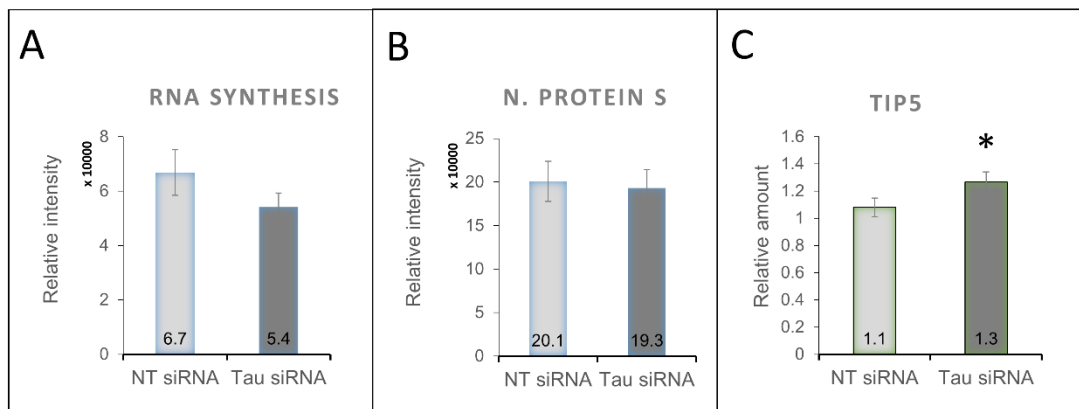 A
RNA SYNTHESIS
Relative intensity
x 10000
8
6
4
2
0
6.7
5.4
NT siRNA
Tau siRNA
B
N. PROTEIN S
Relative intensity
x 10000
25
20
15
10
5
0
20.1
19.3
NT siRNA
Tau siRNA
C
TIP5
Relative amount
1.6
1.4
1.2
1
0.8
0.6
0.4
0.2
0
*
1.1
1.3
NT siRNA
Tau siRNA